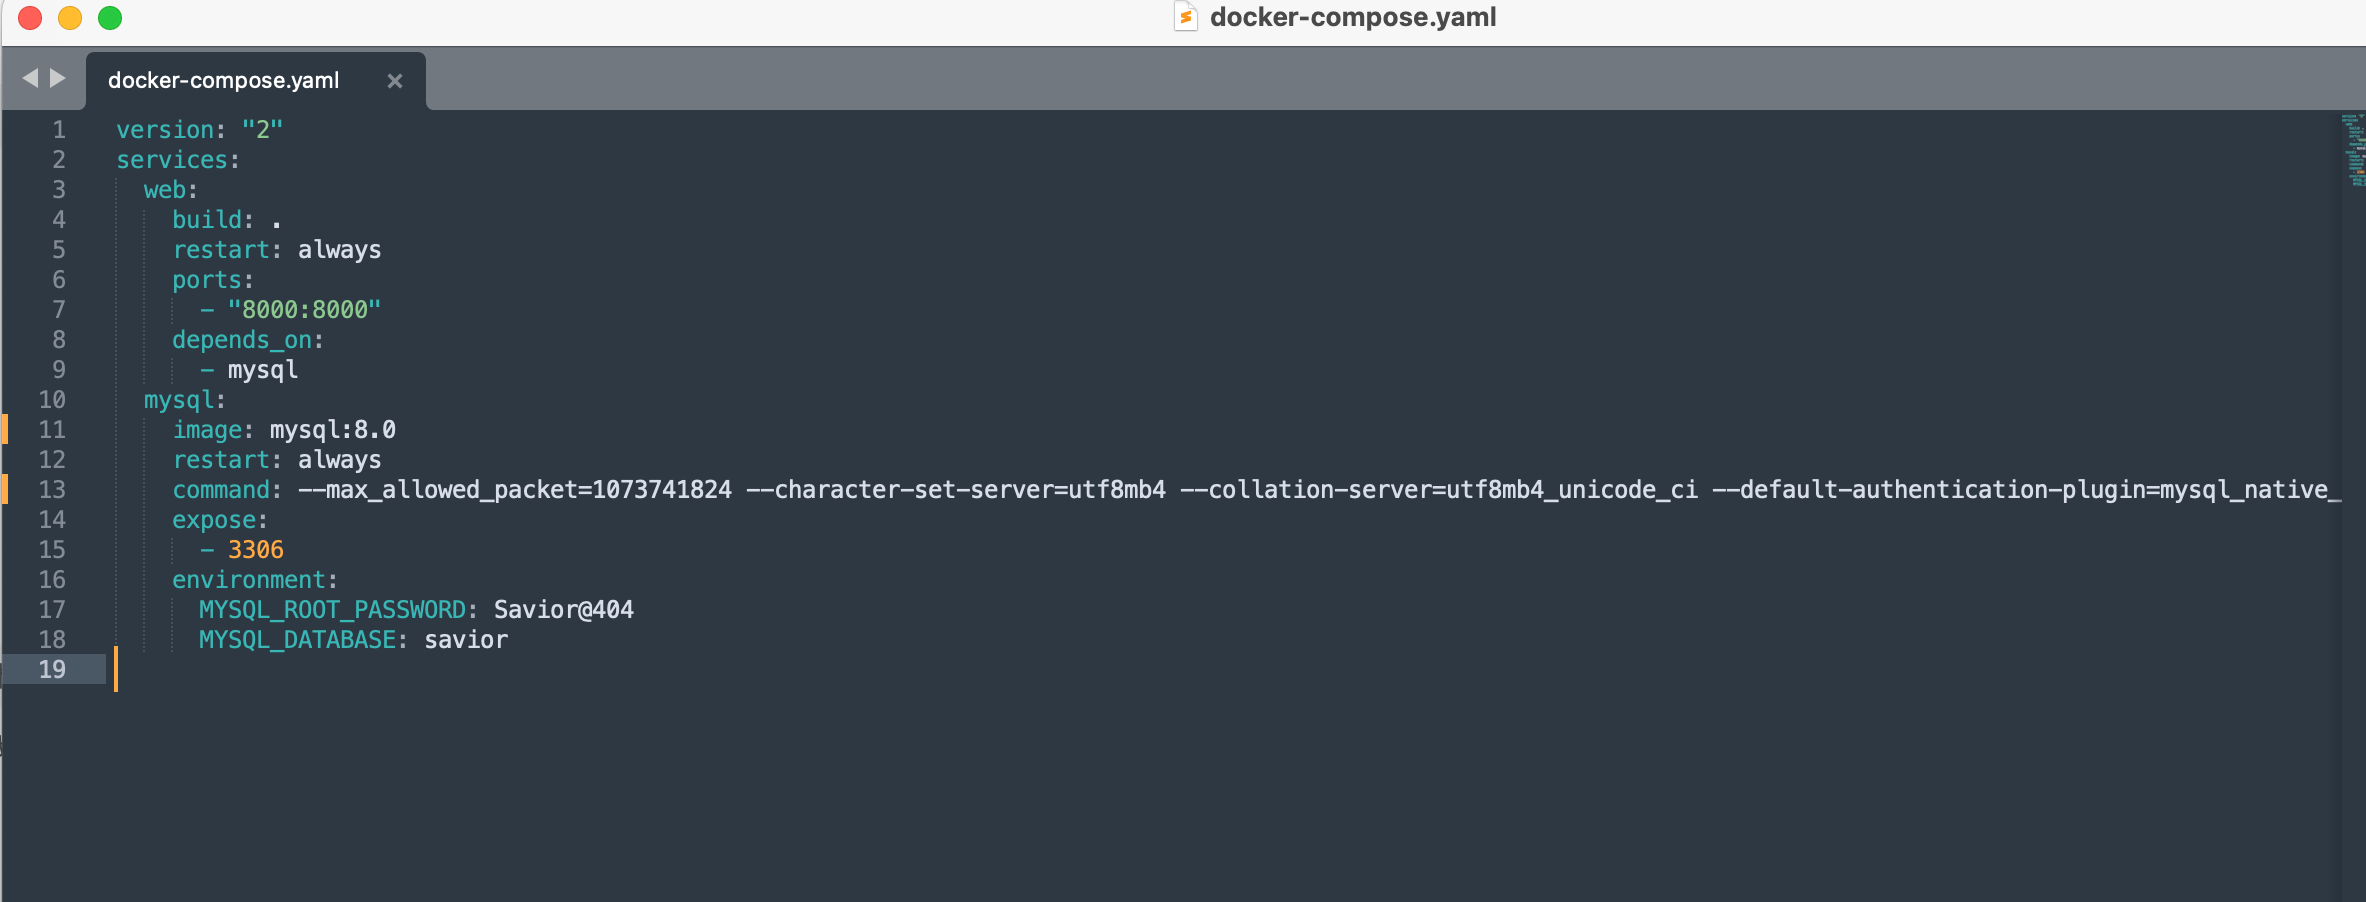 docker-compose.yaml
docker-compose.yaml
1 version: "2"
2 services:
3 web:
4 build: .
5 restart: always
6 ports:
7 - "8000:8000"
8 depends_on:
9 - mysql
10 mysql:
11 image: mysql:8.0
12 restart: always
13 command: --max_allowed_packet=1073741824 --character-set-server=utf8mb4 --collation-server=utf8mb4_unicode_ci --default-authentication-plugin=mysql_native_
14 expose:
15 - 3306
16 environment:
17 MYSQL_ROOT_PASSWORD: Savior@404
18 MYSQL_DATABASE: savior
19